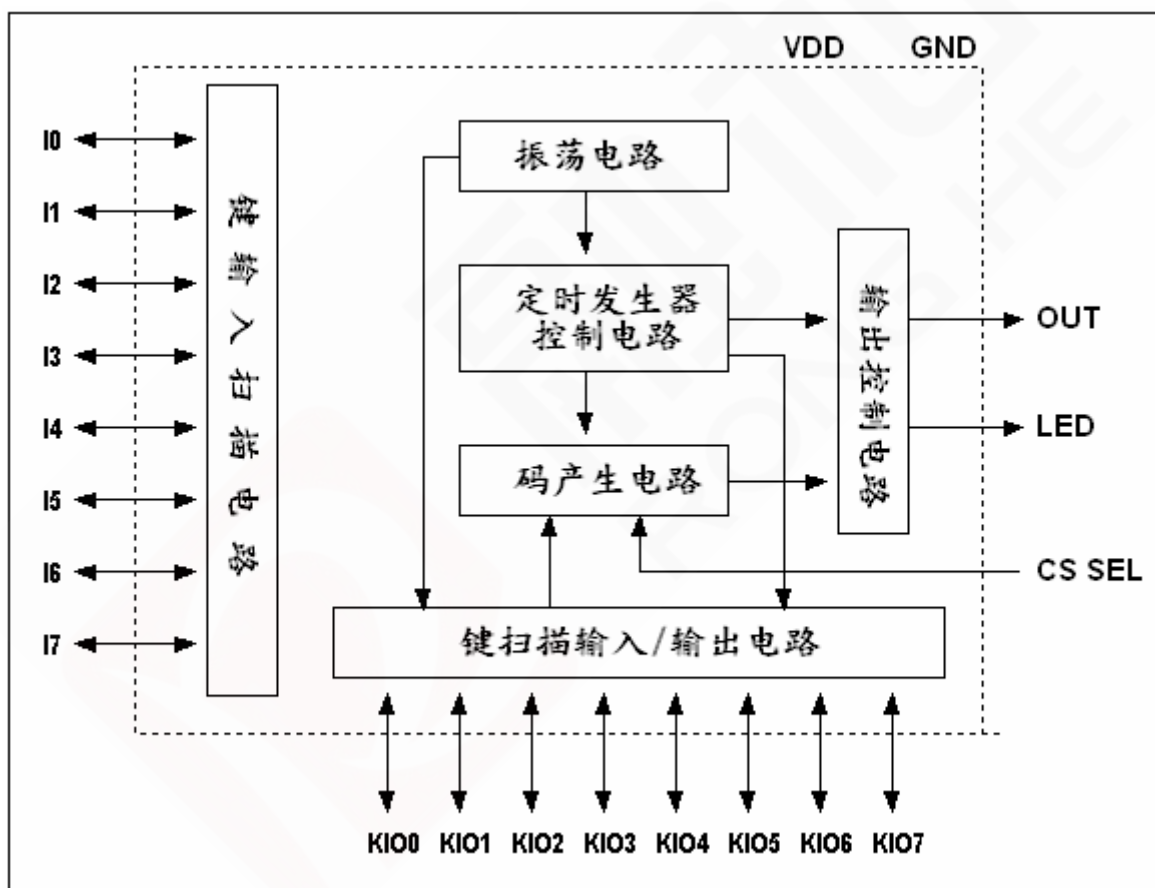 VDD GND
I0
I1
I2
I3
I4
I5
I6
I7
键输入扫描电路
振荡电路
定时发生器
控制电路
码产生电路
输出控制电路
OUT
LED
CS SEL
键扫描输入/输出电路
KIO0 KIO1 KIO2 KIO3 KIO4 KIO5 KIO6 KIO7